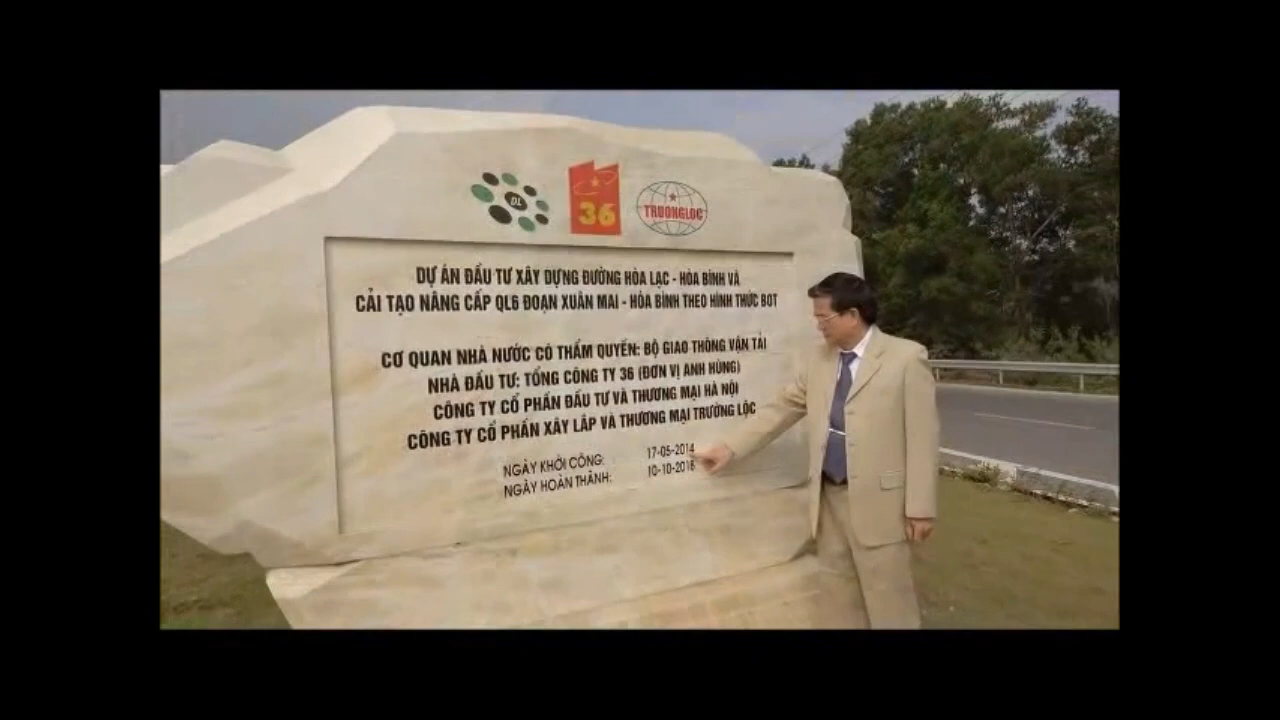 DL
36
TRUONGLOC
DỰ ÁN ĐẦU TƯ XÂY DỰNG ĐƯỜNG HÒA LẠC - HÒA BÌNH VÀ
CẢI TẠO NÂNG CẤP QL6 ĐOẠN XUÂN MAI - HÒA BÌNH THEO HÌNH THỨC BOT
CƠ QUAN NHÀ NƯỚC CÓ THẨM QUYỀN: BỘ GIAO THÔNG VẬN TẢI
NHÀ ĐẦU TƯ: TỔNG CÔNG TY 36 (ĐƠN VỊ ANH HÙNG)
CÔNG TY CỔ PHẦN ĐẦU TƯ VÀ THƯƠNG MẠI HÀ NỘI
CÔNG TY CỔ PHẦN XÂY LẮP VÀ THƯƠNG MẠI TRƯỜNG LỘC
NGÀY KHỞI CÔNG: 17-05-2014
NGÀY HOÀN THÀNH: